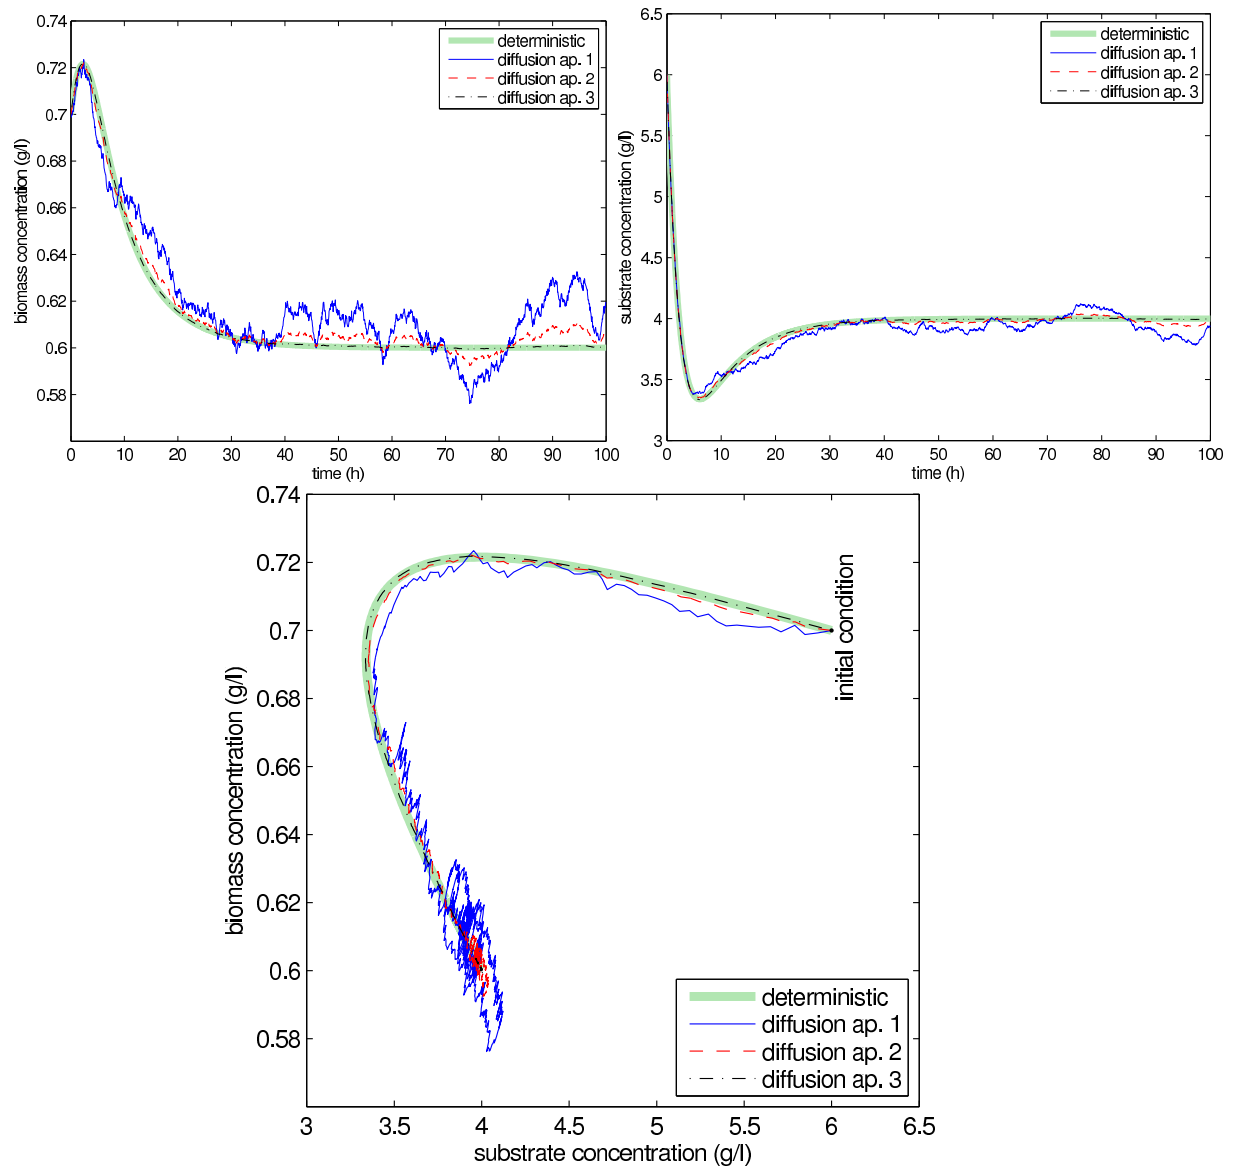 0.74
0.72
0.7
0.68
0.66
0.64
0.62
0.6
0.58
biomass concentration (g/l)
0
10
20
30
40
50
60
70
80
90
100
time (h)
deterministic
diffusion ap. 1
diffusion ap. 2
diffusion ap. 3
6.5
6
5.5
5
4.5
4
3.5
3
substrate concentration (g/l)
0
10
20
30
40
50
60
70
80
90
100
time (h)
deterministic
diffusion ap. 1
diffusion ap. 2
diffusion ap. 3
0.74
0.72
0.7
0.68
0.66
0.64
0.62
0.6
0.58
biomass concentration (g/l)
initial condition
deterministic
diffusion ap. 1
diffusion ap. 2
diffusion ap. 3
3
3.5
4
4.5
5
5.5
6
6.5
substrate concentration (g/l)